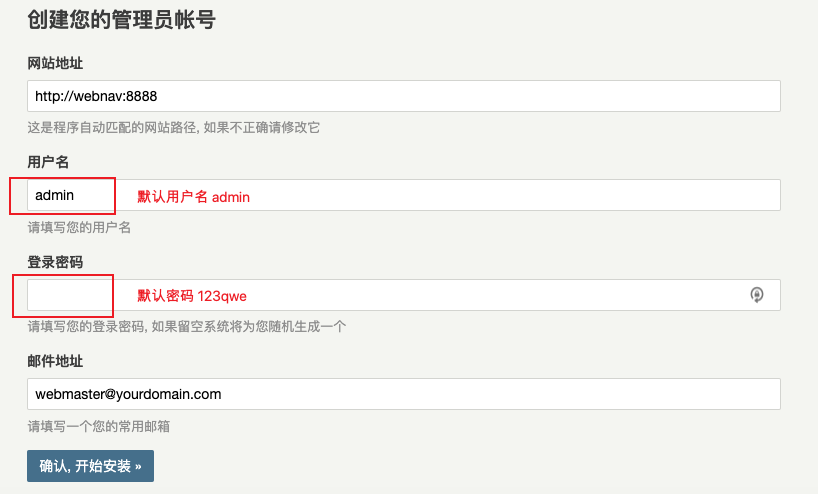 创建您的管理员帐号
网站地址
http://webnav:8888
这是程序自动匹配的网站路径, 如果不正确请修改它
用户名
admin 默认用户名 admin
请填写您的用户名
登录密码
默认密码 123qwe
请填写您的登录密码, 如果留空系统将为您随机生成一个
邮件地址
webmaster@yourdomain.com
请填写一个您的常用邮箱
确认, 开始安装 »